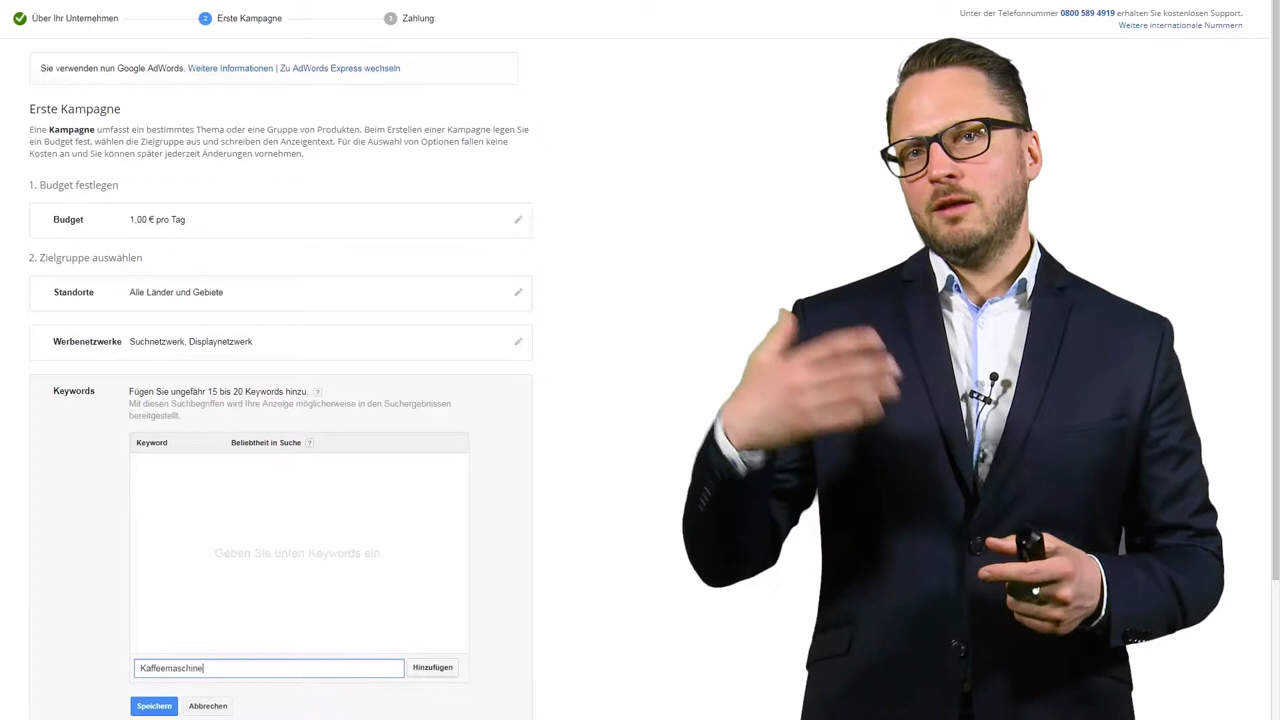 Über Ihr Unternehmen
2 Erste Kampagne
3 Zahlung:
Unter der Telefonnummer 0800 589 4919 erhalten Sie kostenlosen Support.
Weitere internationale Nummern
Sie verwenden nun Google AdWords. Weitere Informationen | Zu AdWords Express wechseln
Erste Kampagne
Eine Kampagne umfasst ein bestimmtes Thema oder eine Gruppe von Produkten. Beim Erstellen einer Kampagne legen Sie
ein Budget fest, wählen die Zielgruppe aus und schreiben den Anzeigentext. Für die Auswahl von Optionen fallen keine
Kosten an und Sie können später jederzeit Änderungen vornehmen.
1. Budget festlegen
Budget 1,00 € pro Tag
2. Zielgruppe auswählen
Standorte Alle Länder und Gebiete
Werbenetzwerke Suchnetzwerk, Displaynetzwerk
Keywords Fügen Sie ungefähr 15 bis 20 Keywords hinzu. ?
Mit diesen Suchbegriffen wird Ihre Anzeige möglicherweise in den Suchergebnissen
bereitgestellt.
Keyword Beliebtheit in Suche ?
Geben Sie unten Keywords ein.
Kaffeemaschine Hinzufügen
Speichern Abbrechen